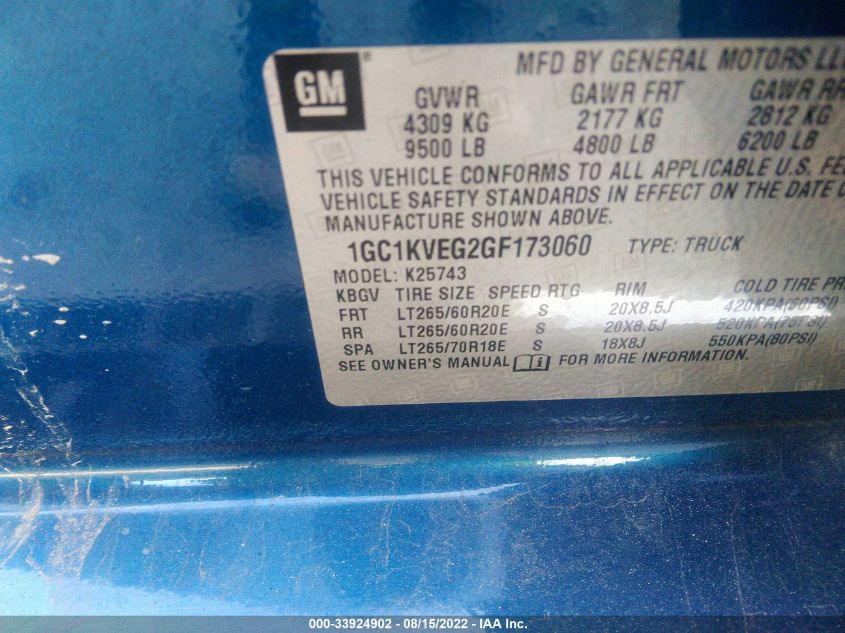 GM
MFD BY GENERAL MOTORS LLC
GVWR GAWR FRT GAWR RR
4309 KG 2177 KG 2812 KG
9500 LB 4800 LB 6200 LB
THIS VEHICLE CONFORMS TO ALL APPLICABLE U.S. FE
VEHICLE SAFETY STANDARDS IN EFFECT ON THE DATE O
MANUFACTURE SHOWN ABOVE.
1GC1KVEG2GF173060 TYPE: TRUCK
MODEL: K25743
KBGV TIRE SIZE SPEED RTG RIM COLD TIRE PR
FRT LT265/60R20E S 20X8.5J 420KPA(60PSI)
RR LT265/60R20E S 20X8.5J 520KPA(75PSI)
SPA LT265/70R18E S 18X8J 550KPA(80PSI)
SEE OWNER'S MANUAL FOR MORE INFORMATION.
000-33924902 - 08/15/2022 - IAA Inc.